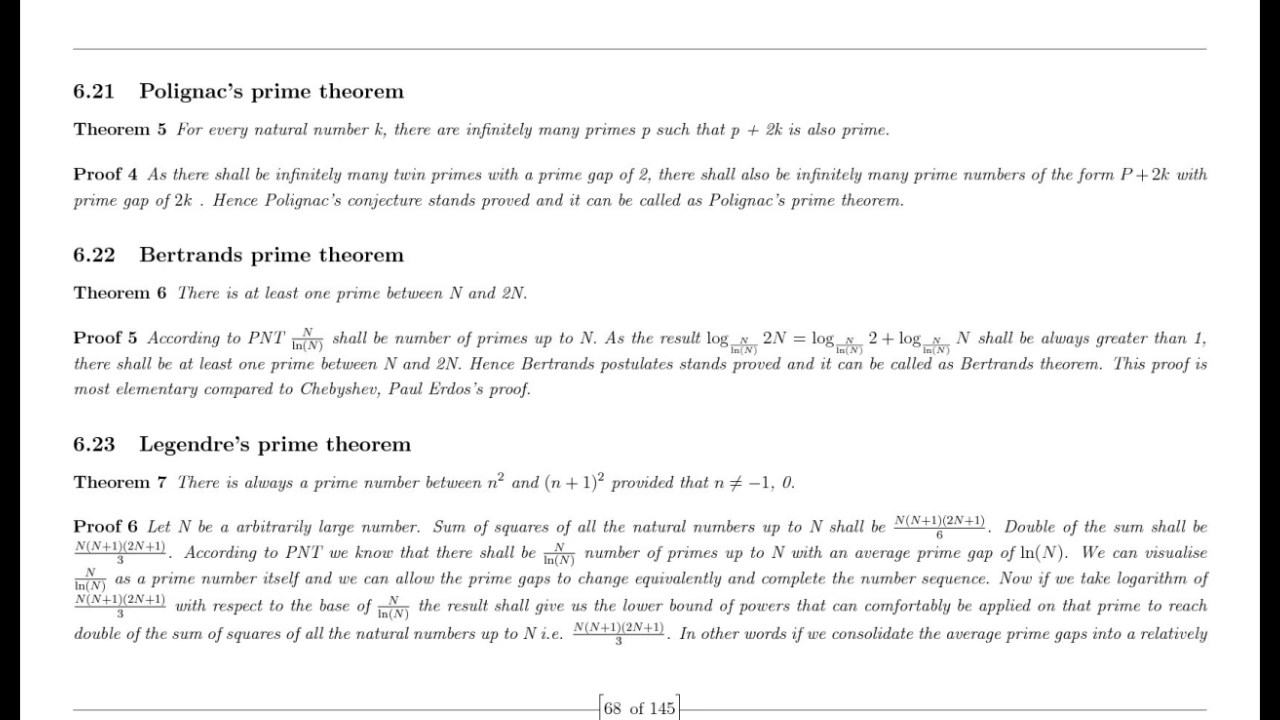 6.21 Polignac's prime theorem
Theorem 5 For every natural number k, there are infinitely many primes p such that p + 2k is also prime.
Proof 4 As there shall be infinitely many twin primes with a prime gap of 2, there shall also be infinitely many prime numbers of the form P + 2k with
prime gap of 2k . Hence Polignac's conjecture stands proved and it can be called as Polignac's prime theorem.
6.22 Bertrands prime theorem
Theorem 6 There is at least one prime between N and 2N.
Proof 5 According to PNT $\frac{N}{\ln(N)}$ shall be number of primes up to N. As the result $\log_{\frac{N}{\ln(N)}} 2N = \log_{\frac{N}{\ln(N)}} 2 + \log_{\frac{N}{\ln(N)}} N$ shall be always greater than 1,
there shall be at least one prime between N and 2N. Hence Bertrands postulates stands proved and it can be called as Bertrands theorem. This proof is
most elementary compared to Chebyshev, Paul Erdos's proof.
6.23 Legendre's prime theorem
Theorem 7 There is always a prime number between $n^2$ and $(n + 1)^2$ provided that $n \neq -1, 0$.
Proof 6 Let N be a arbitrarily large number. Sum of squares of all the natural numbers up to N shall be $\frac{N(N+1)(2N+1)}{6}$. Double of the sum shall be
$\frac{N(N+1)(2N+1)}{3}$. According to PNT we know that there shall be $\frac{N}{\ln(N)}$ number of primes up to N with an average prime gap of ln(N). We can visualise
$\frac{N}{\ln(N)}$ as a prime number itself and we can allow the prime gaps to change equivalently and complete the number sequence. Now if we take logarithm of
$\frac{N(N+1)(2N+1)}{3}$ with respect to the base of $\frac{N}{\ln(N)}$ the result shall give us the lower bound of powers that can comfortably be applied on that prime to reach
double of the sum of squares of all the natural numbers up to N i.e. $\frac{N(N+1)(2N+1)}{3}$. In other words if we consolidate the average prime gaps into a relatively
68 of 145